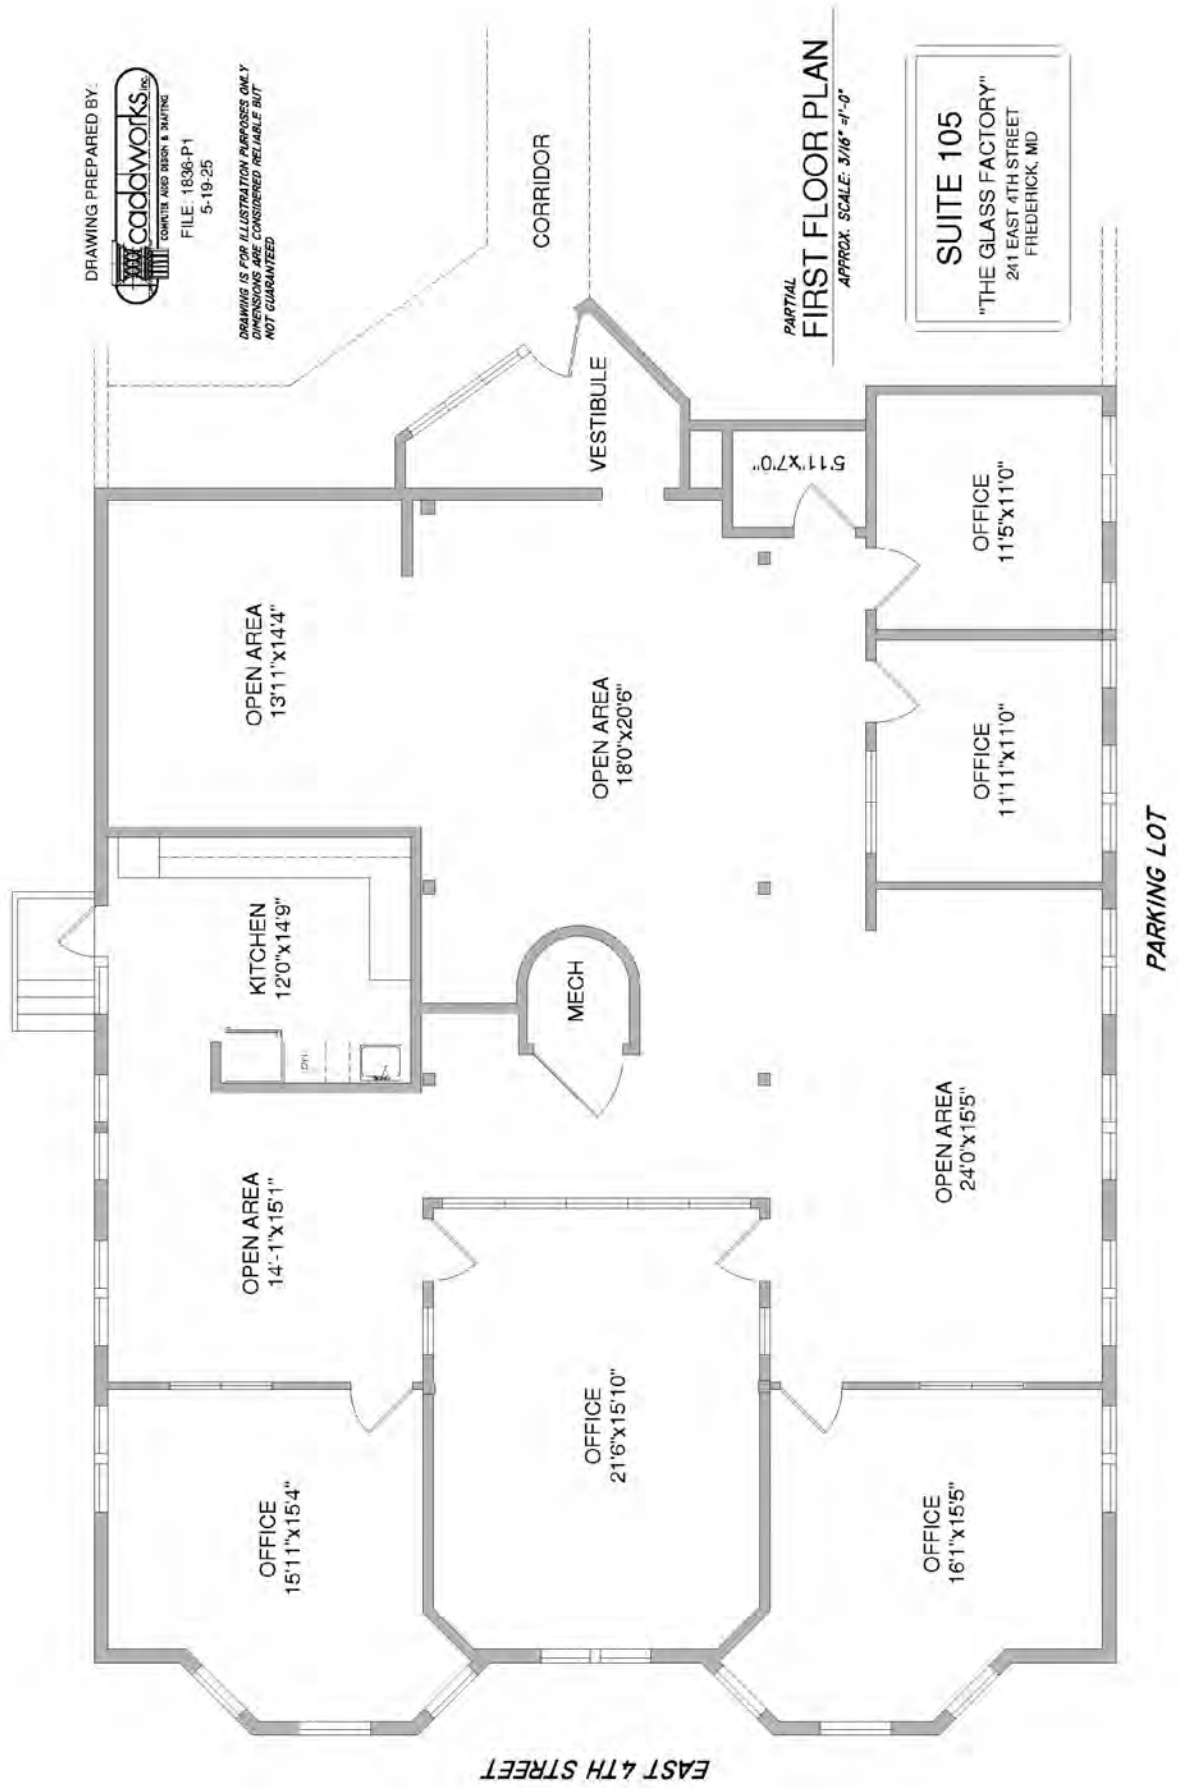 DRAWING PREPARED BY:
cadaworks inc.
COMPUTER AIDED DESIGN & DRAFTING
FILE: 1836-P1
5-19-25
DRAWING IS FOR ILLUSTRATION PURPOSES ONLY
DIMENSIONS ARE CONSIDERED RELIABLE BUT
NOT GUARANTEED
CORRIDOR
PARTIAL
FIRST FLOOR PLAN
APPROX. SCALE: 3/16" =1'-0"
SUITE 105
"THE GLASS FACTORY"
241 EAST 4TH STREET
FREDERICK, MD
VESTIBULE
5'11"x7'0"
OPEN AREA
13'11"x14'4"
OPEN AREA
18'0"x20'6"
OFFICE
11'5"x11'0"
OFFICE
11'11"x11'0"
KITCHEN
12'0"x14'9"
MECH
OPEN AREA
14'-1"x15'1"
OPEN AREA
24'0"x15'5"
OFFICE
15'11"x15'4"
OFFICE
21'6"x15'10"
OFFICE
16'1"x15'5"
PARKING LOT
EAST 4TH STREET